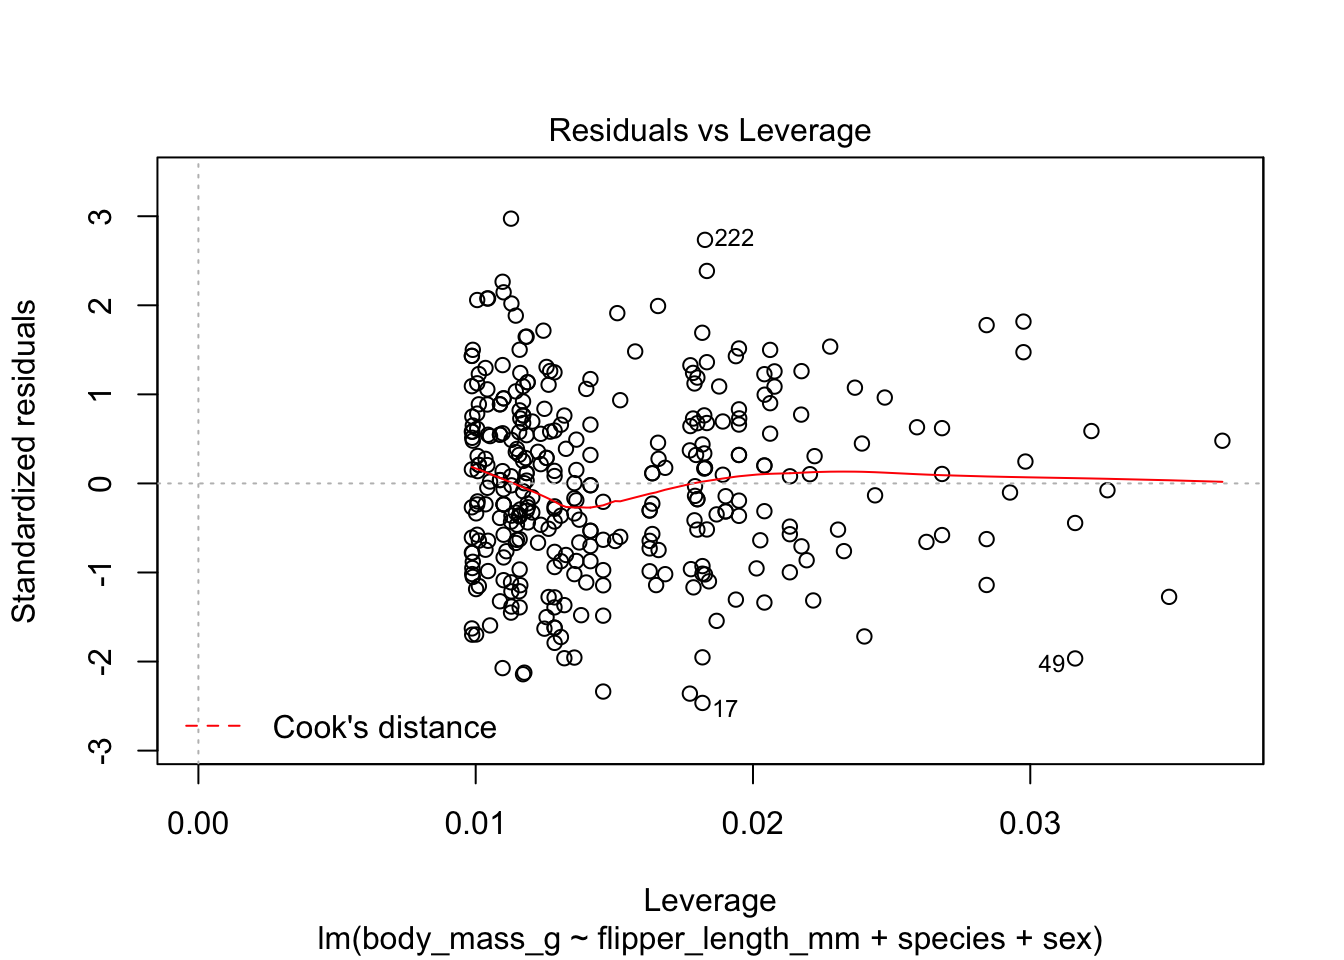 Residuals vs Leverage
Standardized residuals
3
2
1
0
-1
-2
-3
222
49
17
Cook's distance
0.00 0.01 0.02 0.03
Leverage
lm(body_mass_g ~ flipper_length_mm + species + sex)